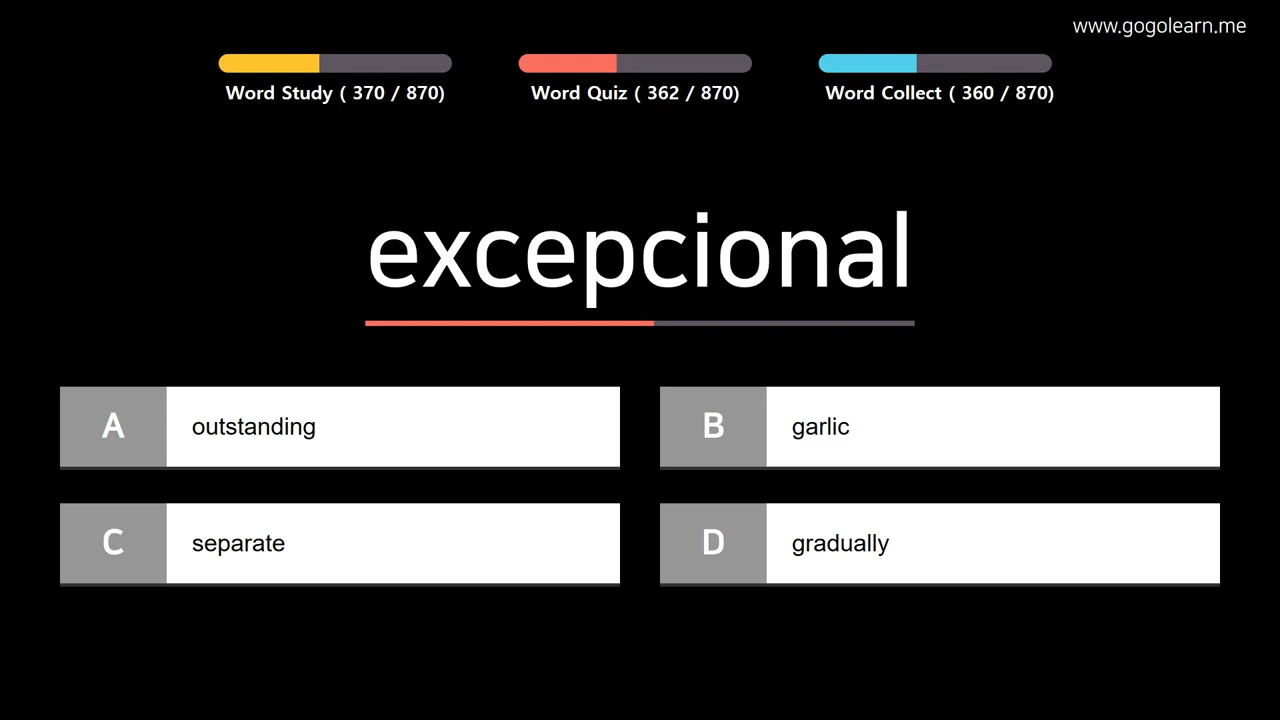 www.gogolearn.me
Word Study ( 370 / 870)
Word Quiz ( 362 / 870)
Word Collect ( 360 / 870)
excepcional
A outstanding
B garlic
C separate
D gradually